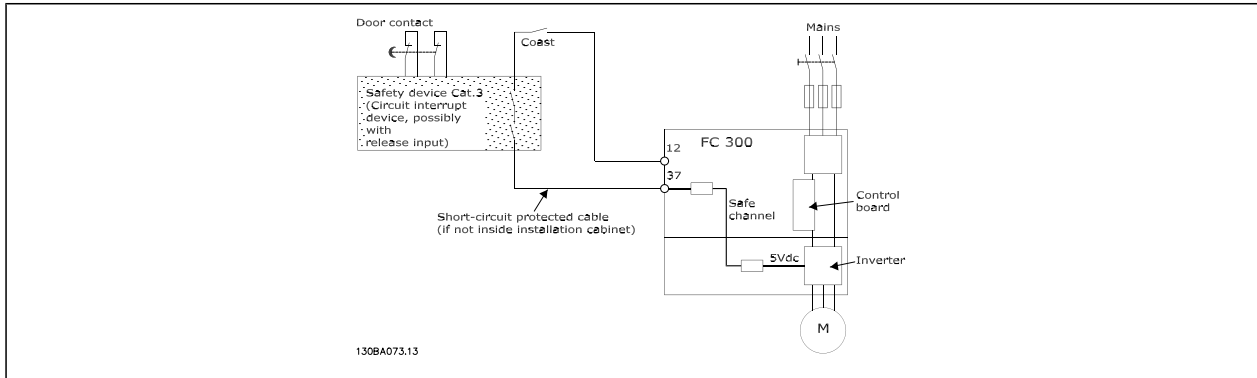 Door contact
Coast
Mains
Safety device Cat.3
(Circuit interrupt
device, possibly
with
release input)
12
FC 300
37
Safe
channel
Control
board
Short-circuit protected cable
(if not inside installation cabinet)
5Vdc
Inverter
M
130BA073.13